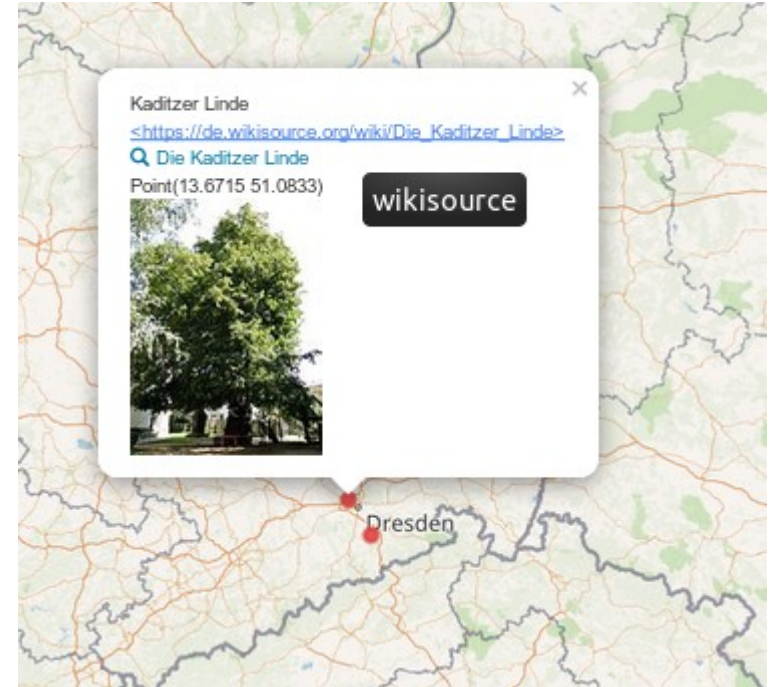 Kaditzer Linde
<https://de.wikisource.org/wiki/Die_Kaditzer_Linde>
Die Kaditzer Linde
Point(13.6715 51.0833)
wikisource
Dresden